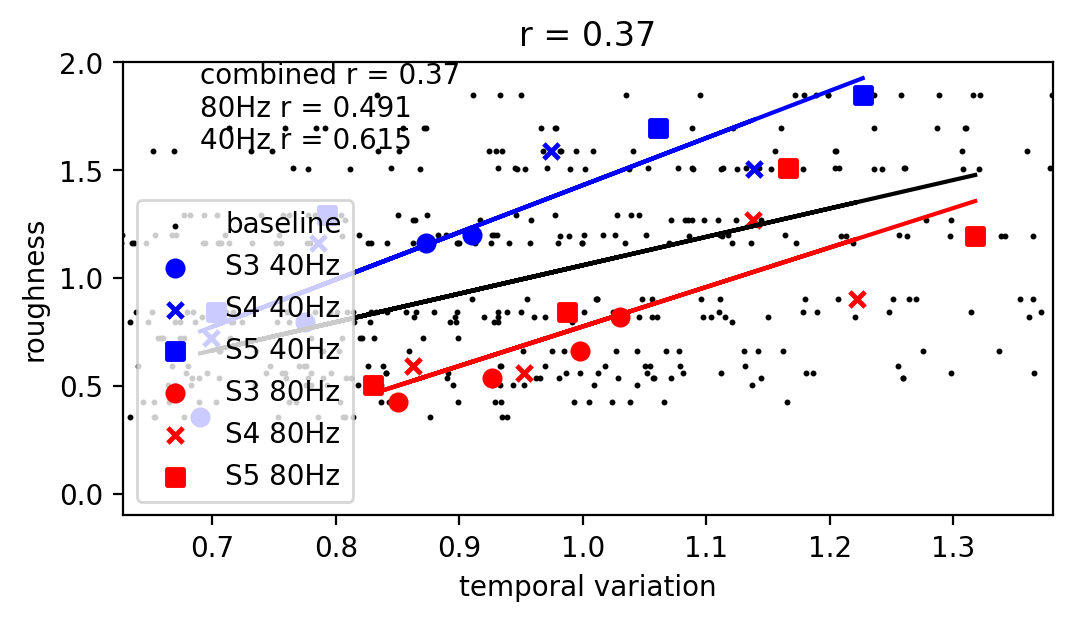 r = 0.37
combined r = 0.37
80Hz r = 0.491
40Hz r = 0.615
2.0
1.5
1.0
0.5
0.0
roughness
baseline
S3 40Hz
S4 40Hz
S5 40Hz
S3 80Hz
S4 80Hz
S5 80Hz
0.7 0.8 0.9 1.0 1.1 1.2 1.3
temporal variation